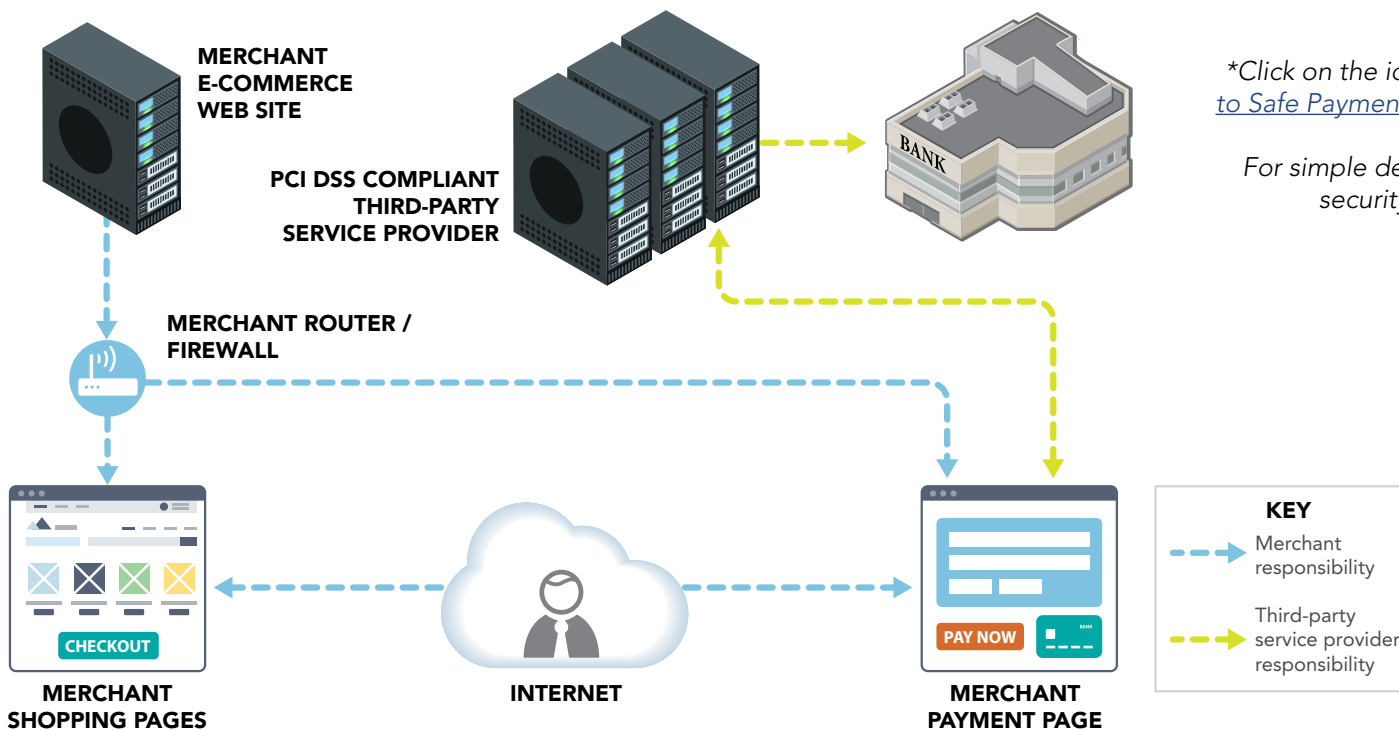 MERCHANT
E-COMMERCE
WEB SITE
PCI DSS COMPLIANT
THIRD-PARTY
SERVICE PROVIDER
BANK
*Click on the
to Safe Paymen
For simple
security
MERCHANT ROUTER /
FIREWALL
CHECKOUT
MERCHANT
SHOPPING PAGES
INTERNET
PAY NOW
BANK
MERCHANT
PAYMENT PAGE
KEY
Merchant
responsibility
Third-party
service provider
responsibility